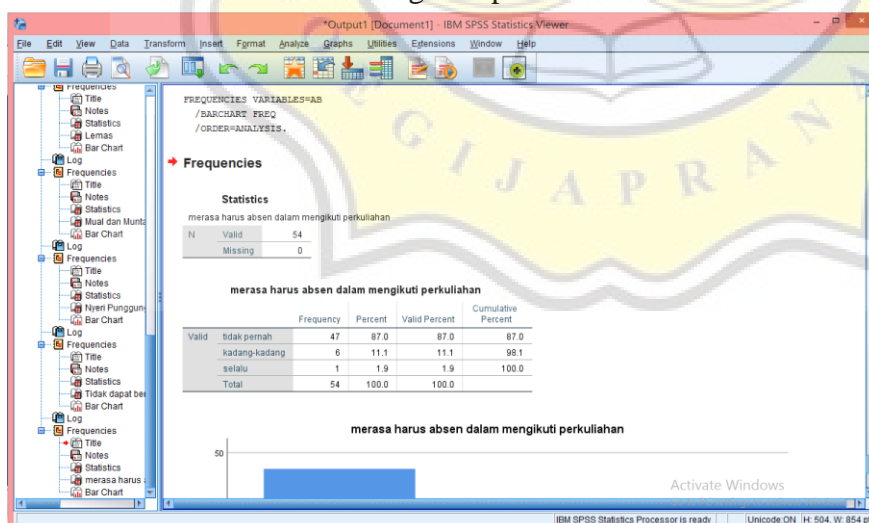 *Output1 [Document1] - IBM SPSS Statistics Viewer
File Edit View Data Transform Insert Format Analyze Graphs Utilities Extensions Window Help
Frequencies
Title
Notes
Statistics
Lemas
Bar Chart
Log
Frequencies
Title
Notes
Statistics
Mual dan Munta
Bar Chart
Log
Frequencies
Title
Notes
Statistics
Nyeri Punggung
Bar Chart
Log
Frequencies
Title
Notes
Statistics
Tidak dapat ber
Bar Chart
Log
Frequencies
Title
Notes
Statistics
merasa harus
Bar Chart
FREQUENCIES VARIABLES=AB
/BARCHART FREQ
/ORDER=ANALYSIS.
Frequencies
Statistics
merasa harus absen dalam mengikuti perkuliahan
N Valid 54
Missing 0
merasa harus absen dalam mengikuti perkuliahan
Frequency Percent Valid Percent Cumulative Percent
Valid tidak pernah 47 87.0 87.0 87.0
kadang-kadang 6 11.1 11.1 98.1
selalu 1 1.9 1.9 100.0
Total 54 100.0 100.0
merasa harus absen dalam mengikuti perkuliahan
50
GIJAPRANA
Activate Windows
IBM SPSS Statistics Processor is ready Unicode:ON H: 504, W: 854 pt